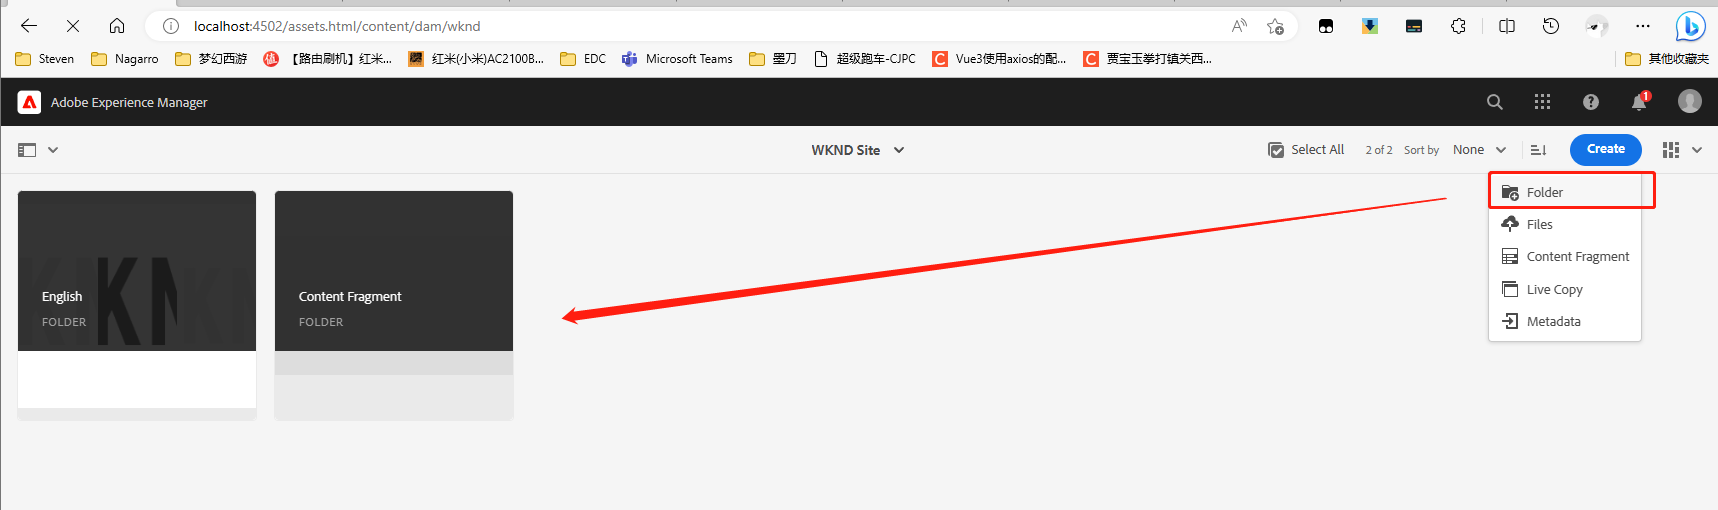 localhost:4502/assets.html/content/dam/wknd
Steven Nagarro 梦幻西游 【路由刷机】红米... 红米(小米)AC2100B... EDC Microsoft Teams 墨刀 超级跑车-CJPC Vue3使用axios的配... 贾宝玉拳打镇关西... 其他收藏夹
Adobe Experience Manager 1
WKND Site Select All 2 of 2 Sort by None Create
Folder
Files
Content Fragment
Live Copy
Metadata
English
FOLDER
Content Fragment
FOLDER